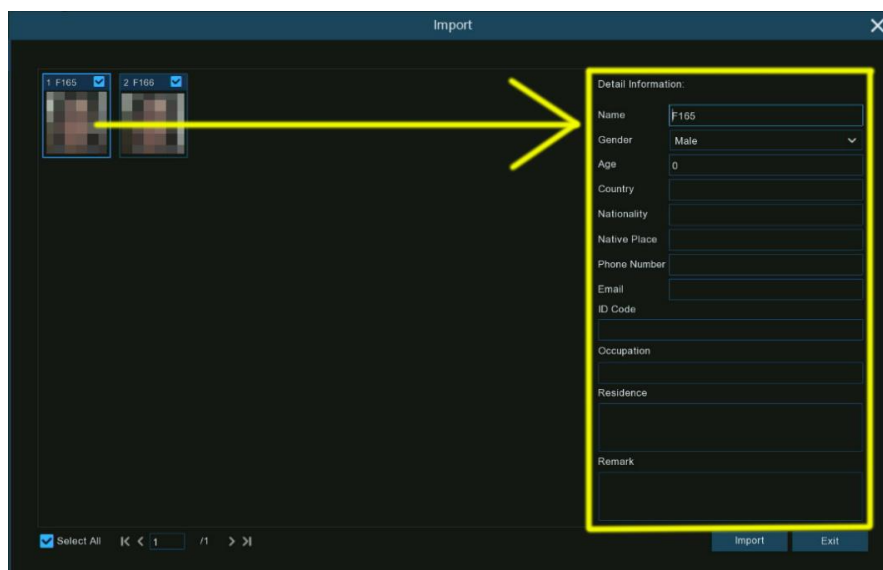 Import
1 F165
2 F166
Detail Information:
Name F165
Gender Male
Age 0
Country
Nationality
Native Place
Phone Number
Email
ID Code
Occupation
Residence
Remark
Select All 1 /1
Import Exit